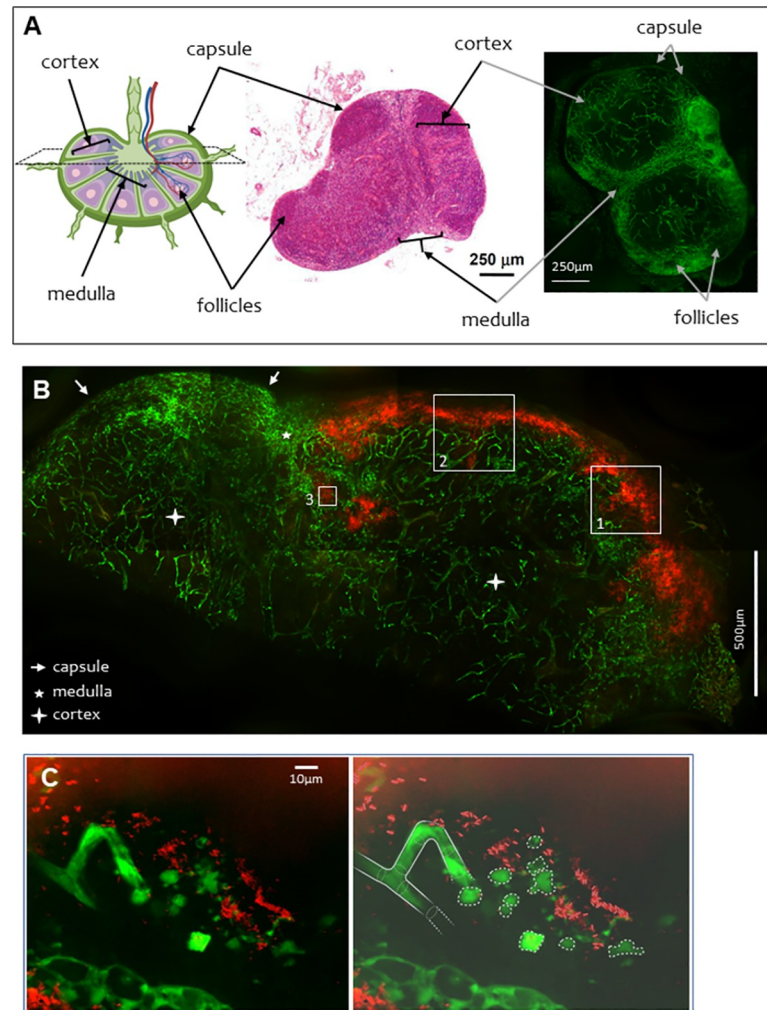 A
capsule
cortex
medulla
follicles
cortex
250 μm
medulla
capsule
250μm
follicles
B
2
3
1
500μm
capsule
medulla
cortex
C
10μm